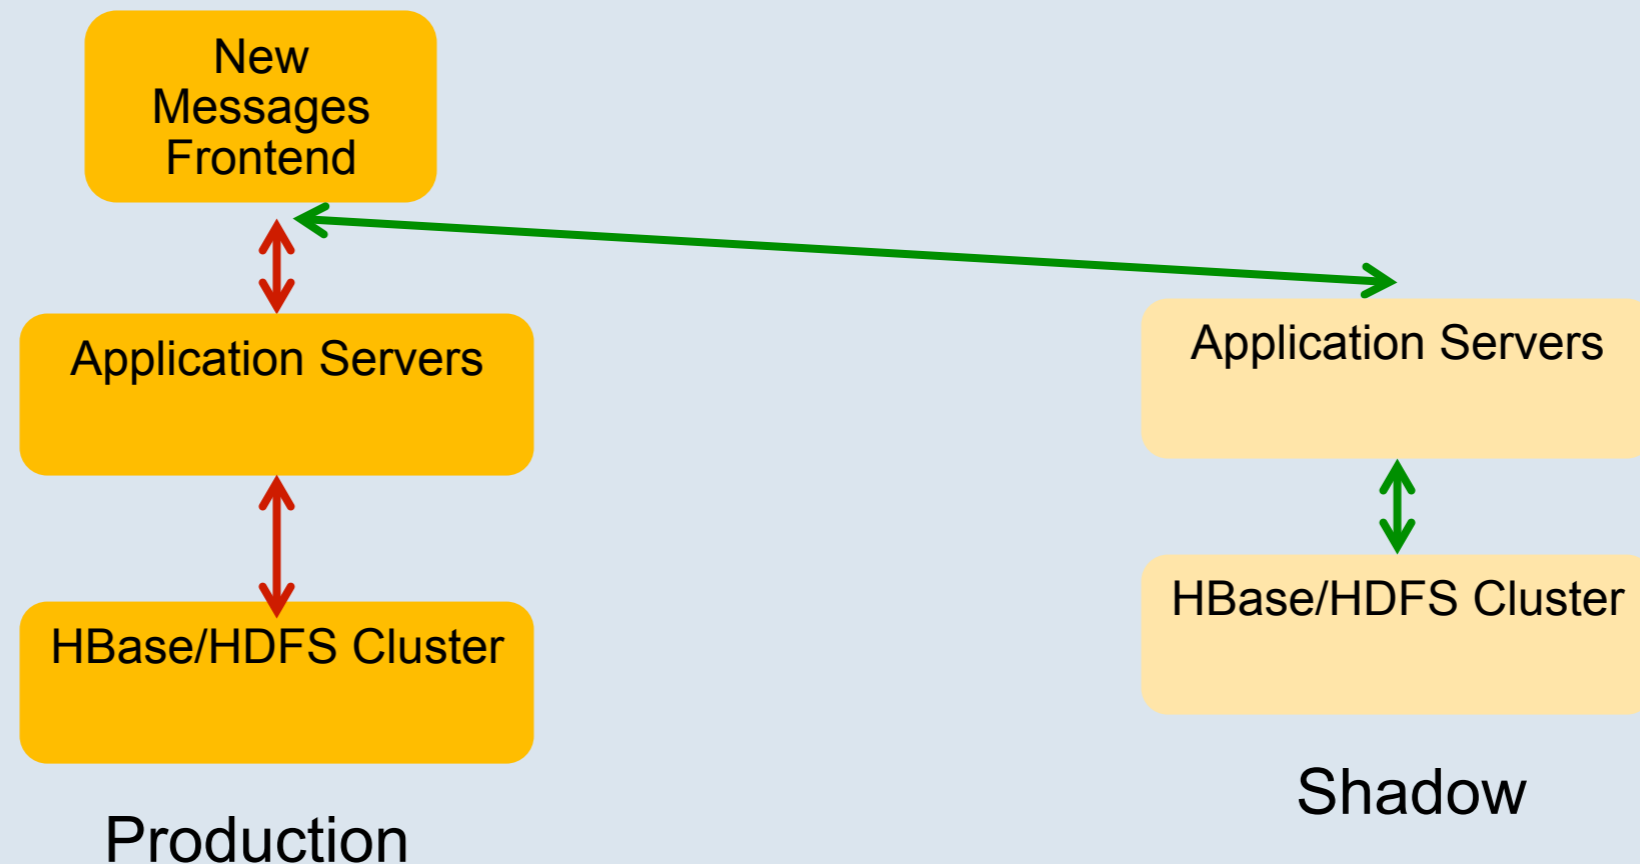 New
Messages
Frontend
Application Servers
HBase/HDFS Cluster
Production
Application Servers
HBase/HDFS Cluster
Shadow